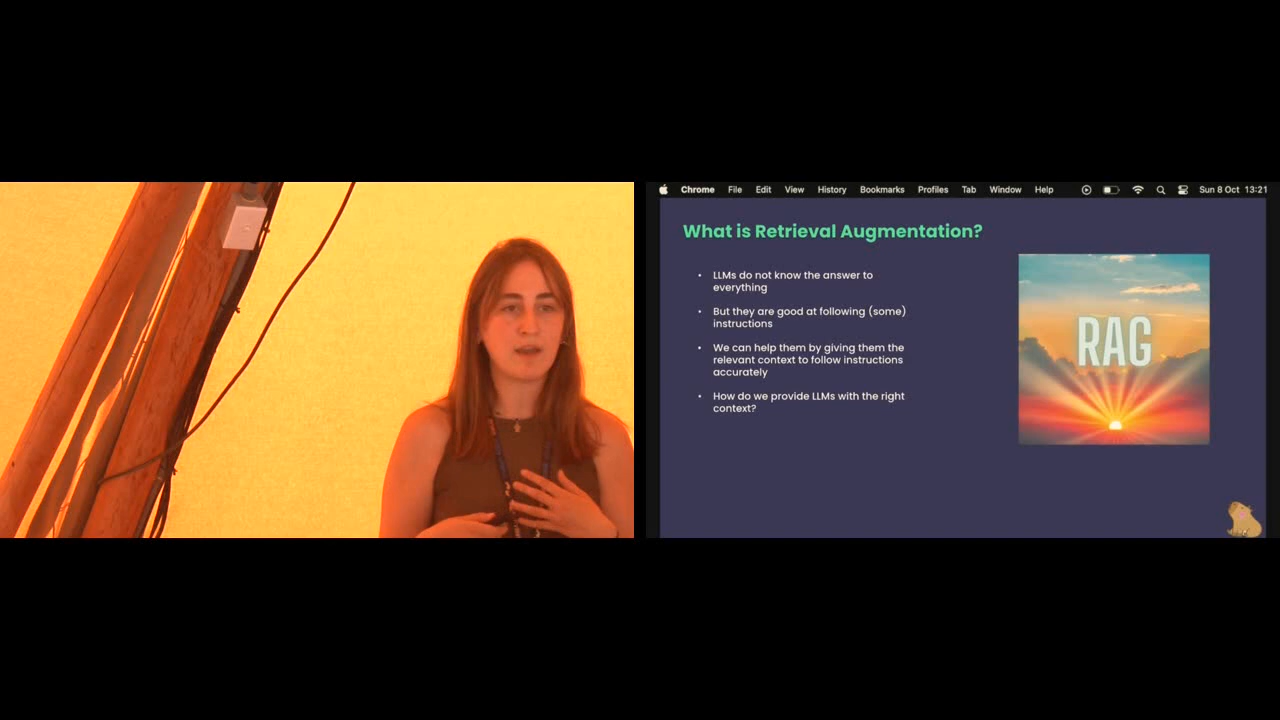 Chrome File Edit View History Bookmarks Profiles Tab Window Help Sun 8 Oct 13:21
What is Retrieval Augmentation?
• LLMs do not know the answer to
everything
• But they are good at following (some)
instructions
• We can help them by giving them the
relevant context to follow instructions
accurately
• How do we provide LLMs with the right
context?
RAG